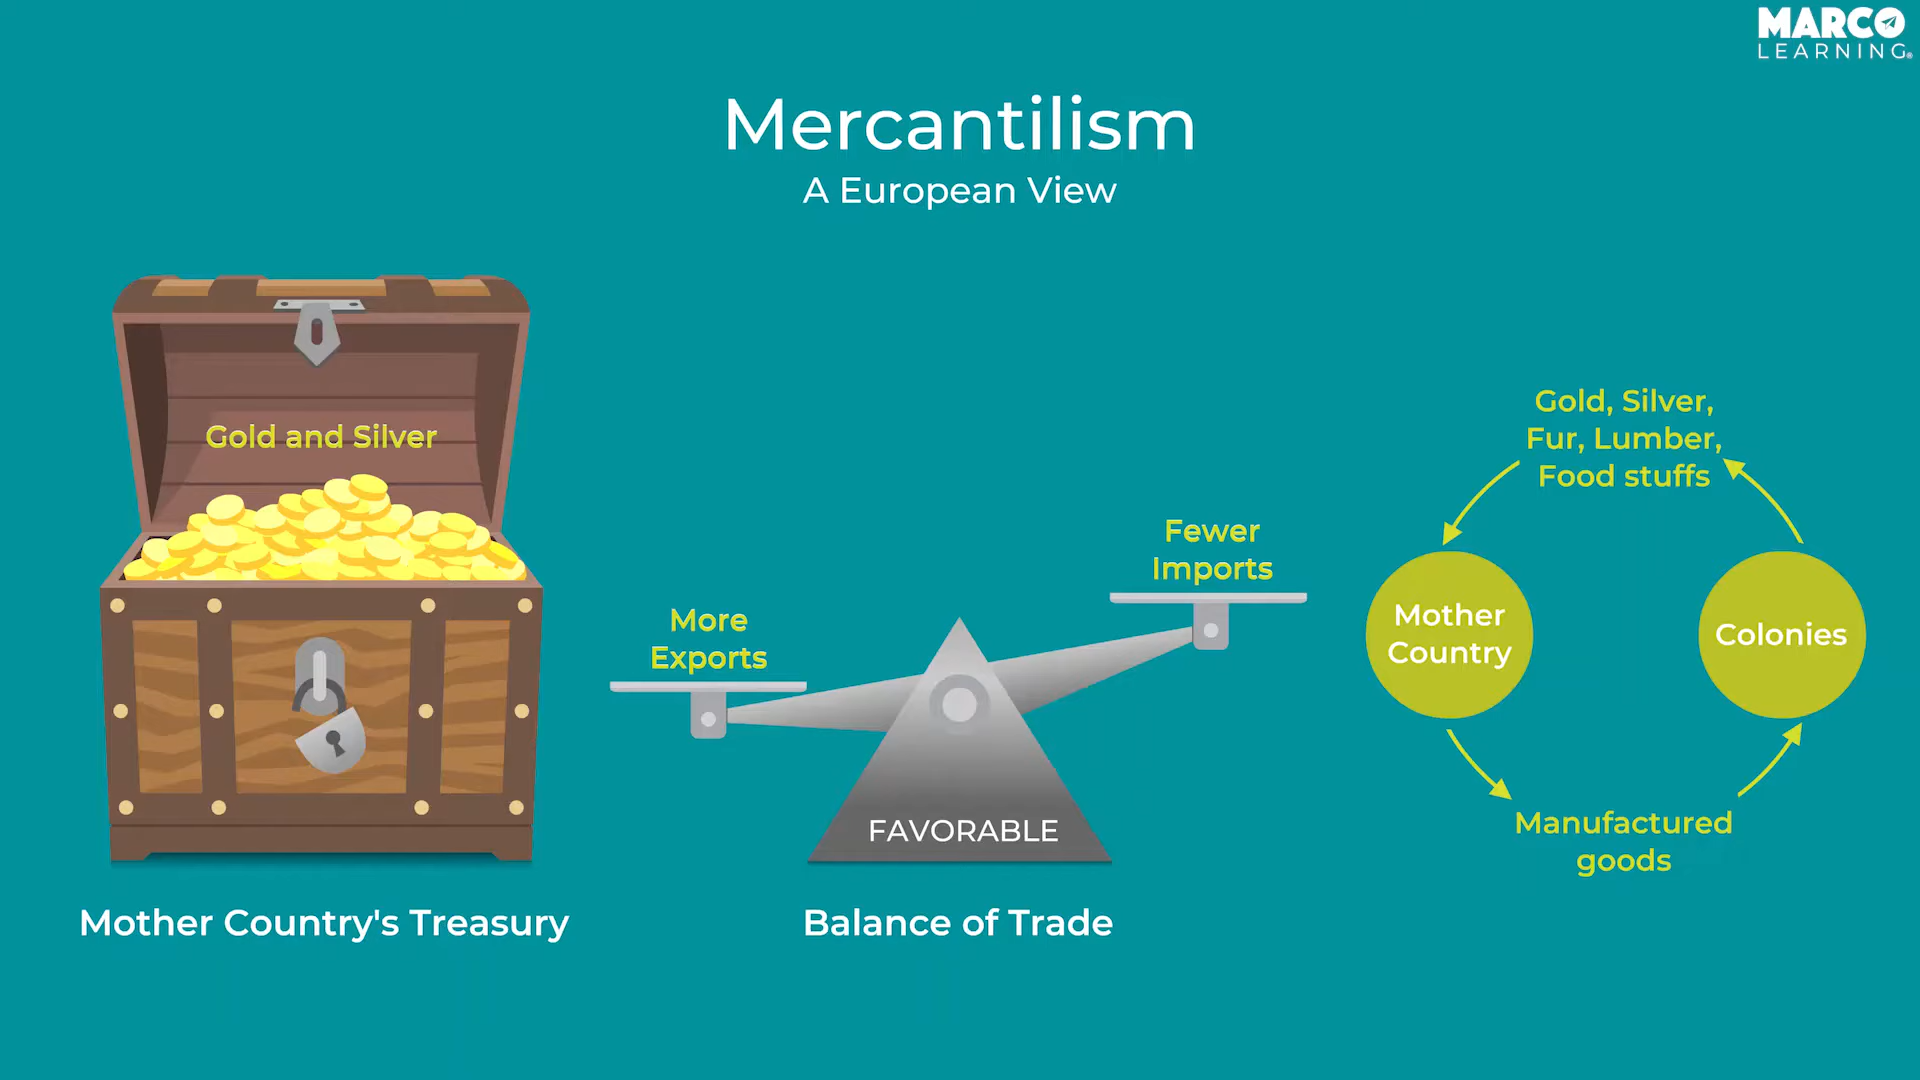 MARCO
LEARNING®
Mercantilism
A European View
Gold and Silver
Mother Country's Treasury
More
Exports
Fewer
Imports
FAVORABLE
Balance of Trade
Gold, Silver,
Fur, Lumber,
Food stuffs
Mother
Country
Colonies
Manufactured
goods